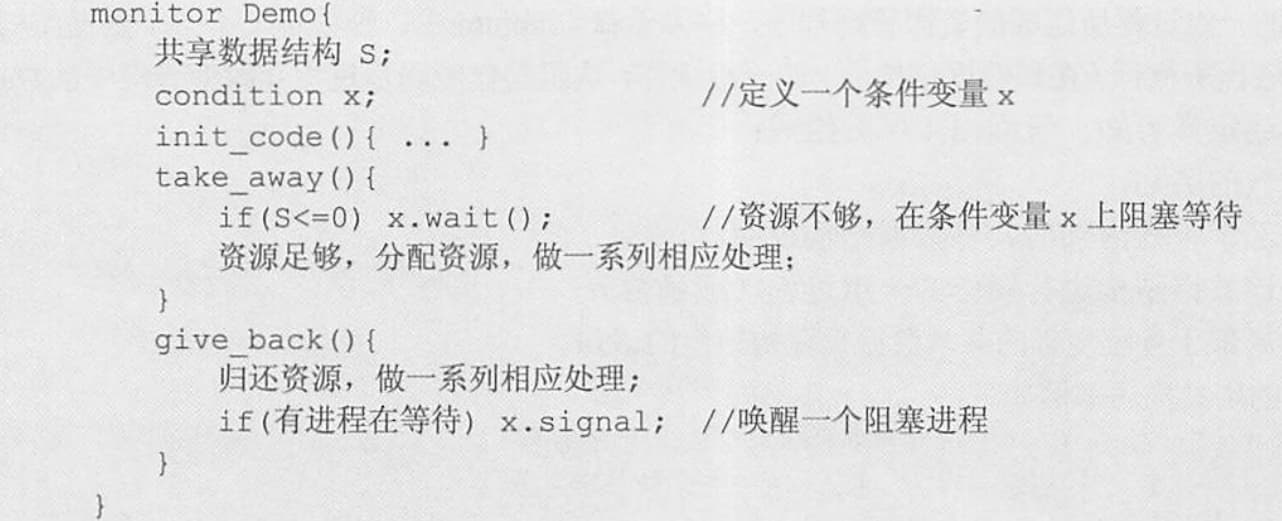 monitor Demo{
共享数据结构 S;
condition x; //定义一个条件变量 x
init_code(){ ... }
take_away(){
if(S<=0) x.wait(); //资源不够，在条件变量 x 上阻塞等待
资源足够，分配资源，做一系列相应处理;
}
give_back(){
归还资源，做一系列相应处理;
if(有进程在等待) x.signal; //唤醒一个阻塞进程
}
}